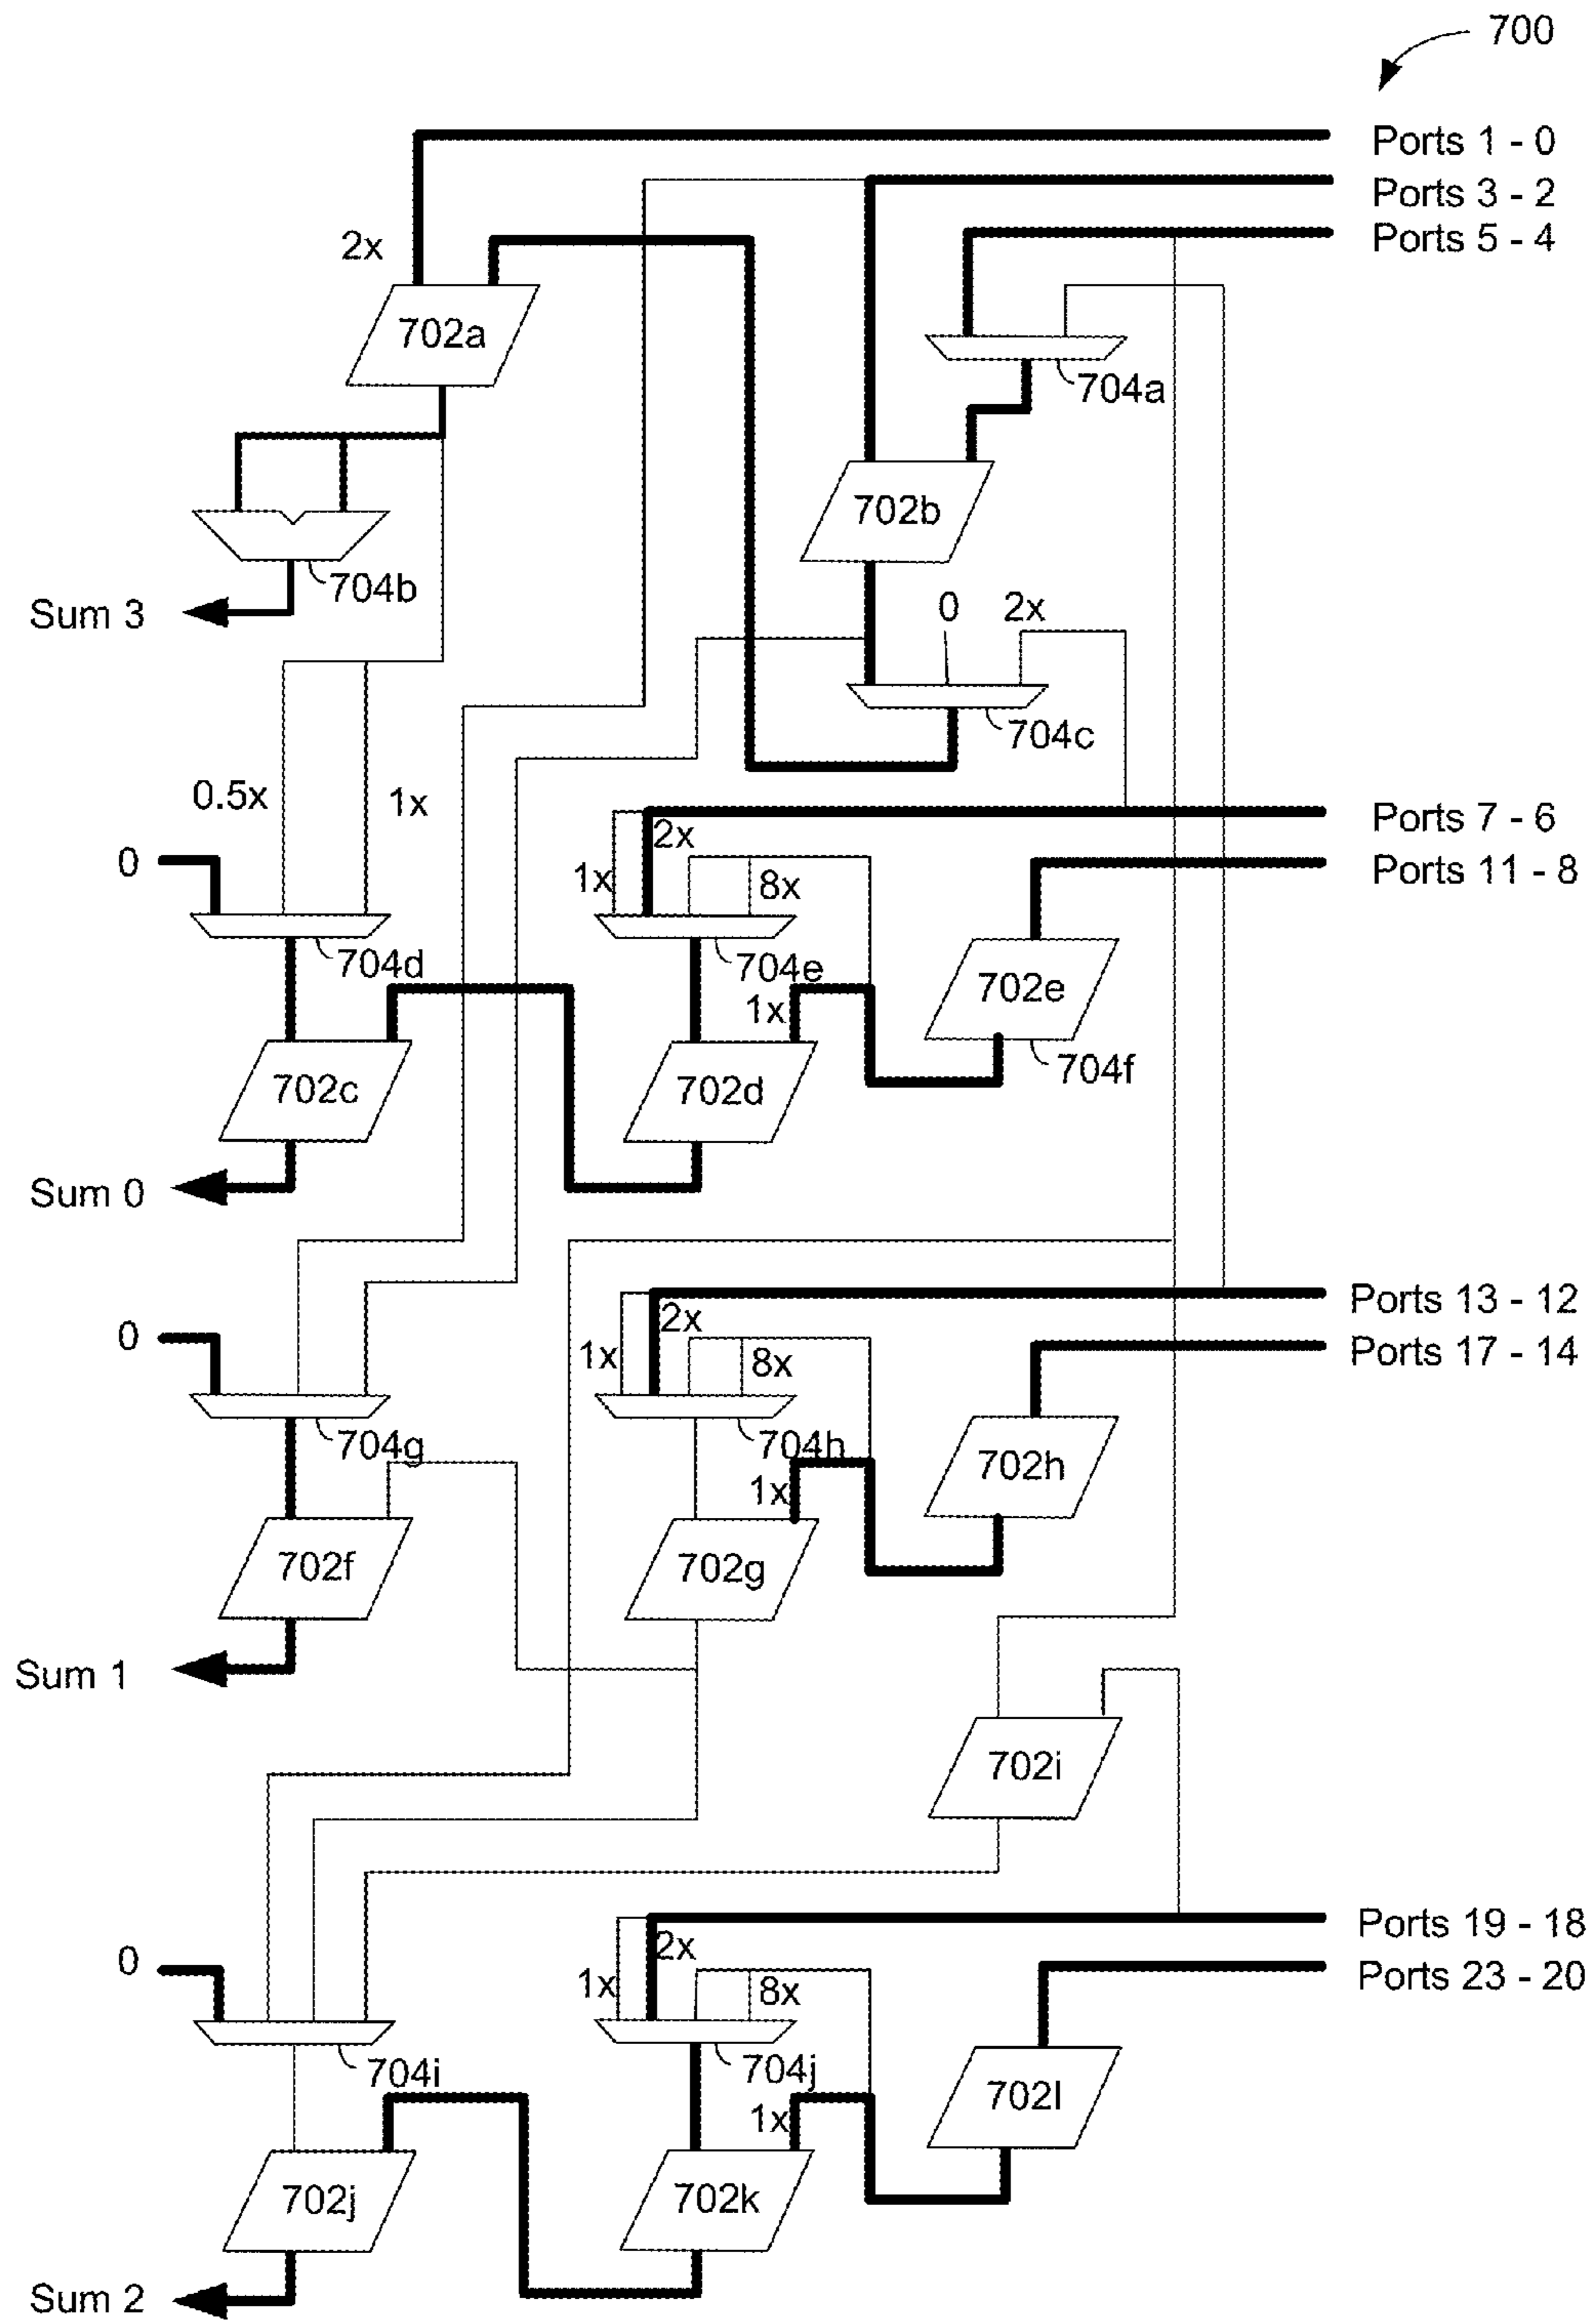 700
Ports 1 - 0
Ports 3 - 2
Ports 5 - 4
2x
702a
704a
702b
704b
Sum 3
0
2x
704c
0.5x
1x
Ports 7 - 6
2x
0
1x
8x
Ports 11 - 8
704d
704e
702e
1x
702c
702d
704f
Sum 0
Ports 13 - 12
2x
0
1x
8x
Ports 17 - 14
704g
704h
702h
1x
702f
702g
Sum 1
702i
Ports 19 - 18
2x
0
1x
8x
Ports 23 - 20
704i
704j
702l
1x
702j
702k
Sum 2